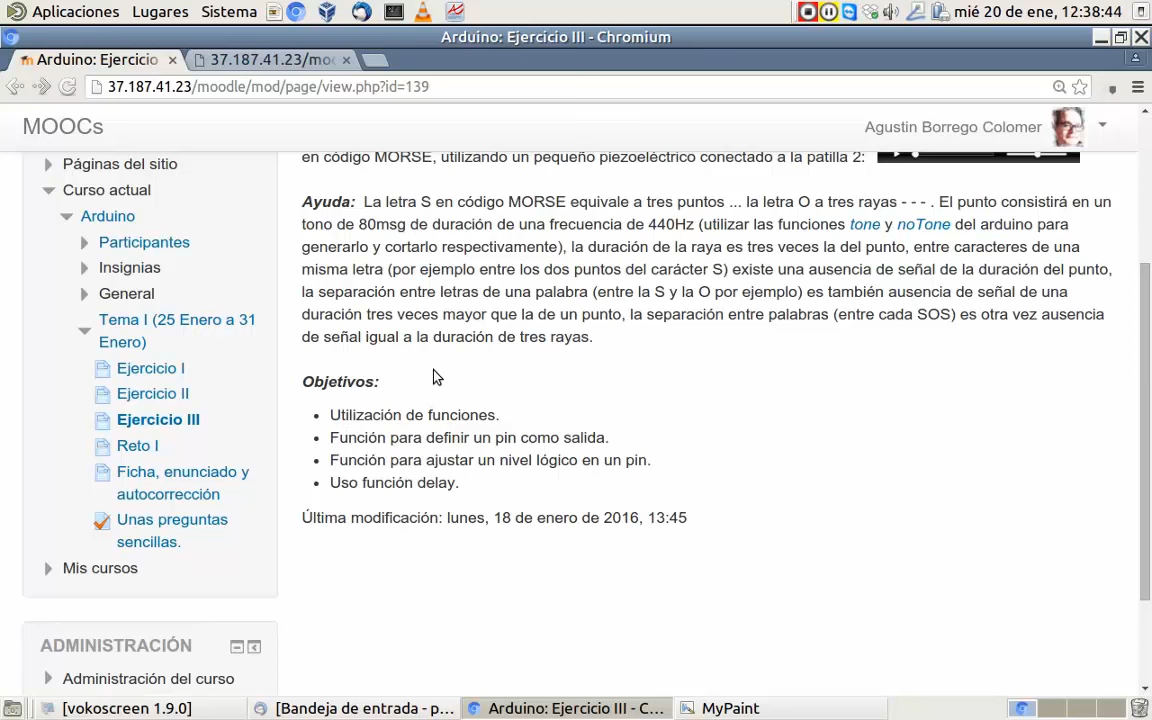 Aplicaciones Lugares Sistema mié 20 de ene, 12:38:44
Arduino: Ejercicio III - Chromium
Arduino: Ejercicio × 37.187.41.23/moo ×
37.187.41.23/moodle/mod/page/view.php?id=139
MOOCs Agustin Borrego Colomer
Páginas del sitio
Curso actual
Arduino
Participantes
Insignias
General
Tema I (25 Enero a 31
Enero)
Ejercicio I
Ejercicio II
Ejercicio III
Reto I
Ficha, enunciado y
autocorrección
Unas preguntas
sencillas.
Mis cursos
ADMINISTRACIÓN
Administración del curso
en código MORSE, utilizando un pequeño piezoeléctrico conectado a la patilla 2:
Ayuda: La letra S en código MORSE equivale a tres puntos ... la letra O a tres rayas - - - . El punto consistirá en un
tono de 80msg de duración de una frecuencia de 440Hz (utilizar las funciones tone y noTone del arduino para
generarlo y cortarlo respectivamente), la duración de la raya es tres veces la del punto, entre caracteres de una
misma letra (por ejemplo entre los dos puntos del carácter S) existe una ausencia de señal de la duración del punto,
la separación entre letras de una palabra (entre la S y la O por ejemplo) es también ausencia de señal de una
duración tres veces mayor que la de un punto, la separación entre palabras (entre cada SOS) es otra vez ausencia
de señal igual a la duración de tres rayas.
Objetivos:
• Utilización de funciones.
• Función para definir un pin como salida.
• Función para ajustar un nivel lógico en un pin.
• Uso función delay.
Última modificación: lunes, 18 de enero de 2016, 13:45
[vokoscreen 1.9.0] [Bandeja de entrada - p... Arduino: Ejercicio III - C... MyPaint